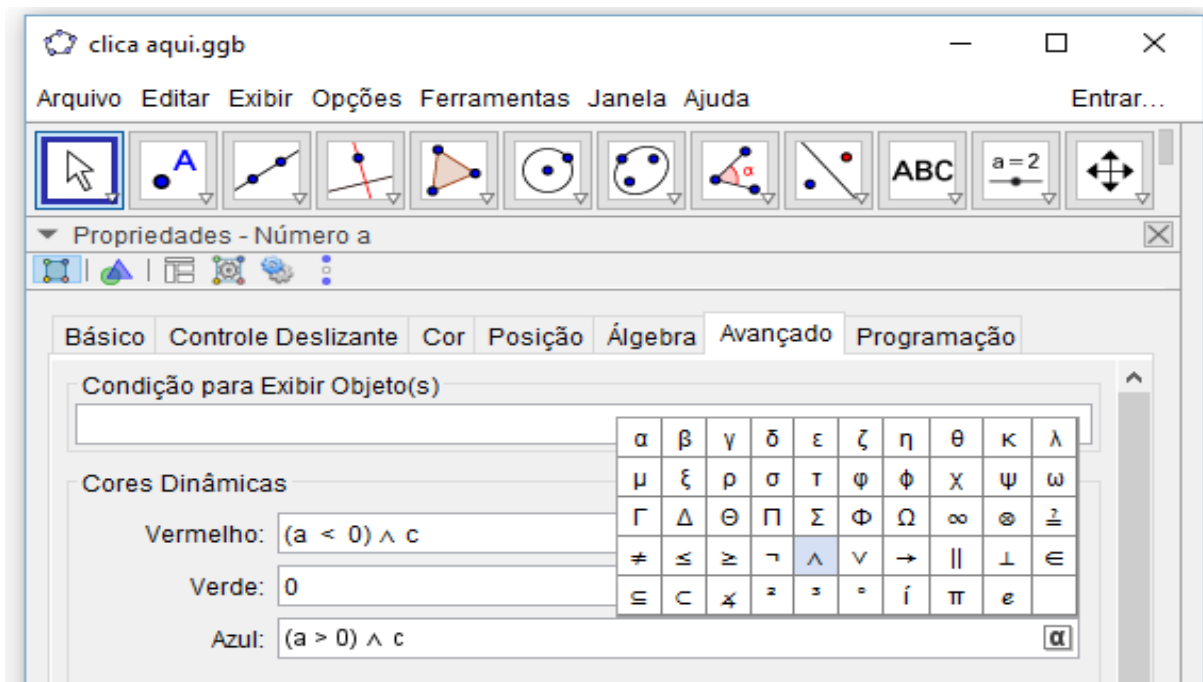 clica aqui.ggb
Arquivo Editar Exibir Opções Ferramentas Janela Ajuda Entrar...
A α ABC a = 2
Propriedades - Número a
Básico Controle Deslizante Cor Posição Álgebra Avançado Programação
Condição para Exibir Objeto(s)
α β γ δ ε ζ η θ κ λ
μ ξ ρ σ τ φ ϕ χ ψ ω
Γ Δ Θ Π Σ Φ Ω ∞ ⊗ ≟
≠ ≤ ≥ ¬ ∧ ∨ → ∥ ⊥ ∈
⊆ ⊂ ∡ ² ³ ° í π ℯ
Cores Dinâmicas
Vermelho: (a < 0) ∧ c
Verde: 0
Azul: (a > 0) ∧ c α